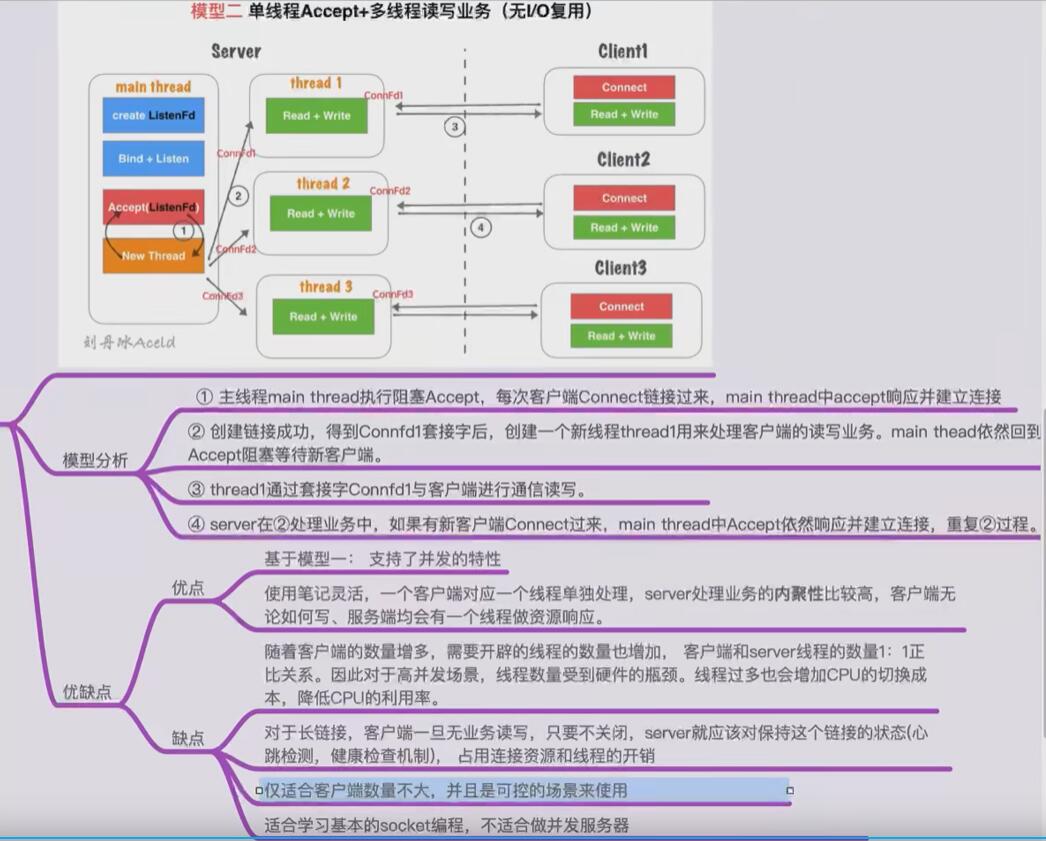 模型二 单线程Accept+多线程读写业务（无I/O复用）
Server
Client1
main thread
thread 1
ConnFd1
Connect
create ListenFd
Read + Write
Read + Write
③
Bind + Listen
ConnFd1
Client2
thread 2
ConnFd2
②
Connect
Accept(ListenFd)
Read + Write
①
④
Read + Write
New Thread
ConnFd2
Client3
thread 3
ConnFd3
ConnFd3
Connect
Read + Write
Read + Write
刘丹冰Aceld
① 主线程main thread执行阻塞Accept，每次客户端Connect链接过来，main thread中accept响应并建立连接
② 创建链接成功，得到Connfd1套接字后，创建一个新线程thread1用来处理客户端的读写业务。main thead依然回到
Accept阻塞等待新客户端。
模型分析
③ thread1通过套接字Connfd1与客户端进行通信读写。
④ server在②处理业务中，如果有新客户端Connect过来，main thread中Accept依然响应并建立连接，重复②过程。
基于模型一： 支持了并发的特性
优点
使用笔记灵活，一个客户端对应一个线程单独处理，server处理业务的内聚性比较高，客户端无
论如何写、服务端均会有一个线程做资源响应。
随着客户端的数量增多，需要开辟的线程的数量也增加， 客户端和server线程的数量1：1正
比关系。因此对于高并发场景，线程数量受到硬件的瓶颈。线程过多也会增加CPU的切换成
本，降低CPU的利用率。
优缺点
缺点
对于长链接，客户端一旦无业务读写，只要不关闭，server就应该对保持这个链接的状态(心
跳检测，健康检查机制)， 占用连接资源和线程的开销
仅适合客户端数量不大，并且是可控的场景来使用
适合学习基本的socket编程，不适合做并发服务器